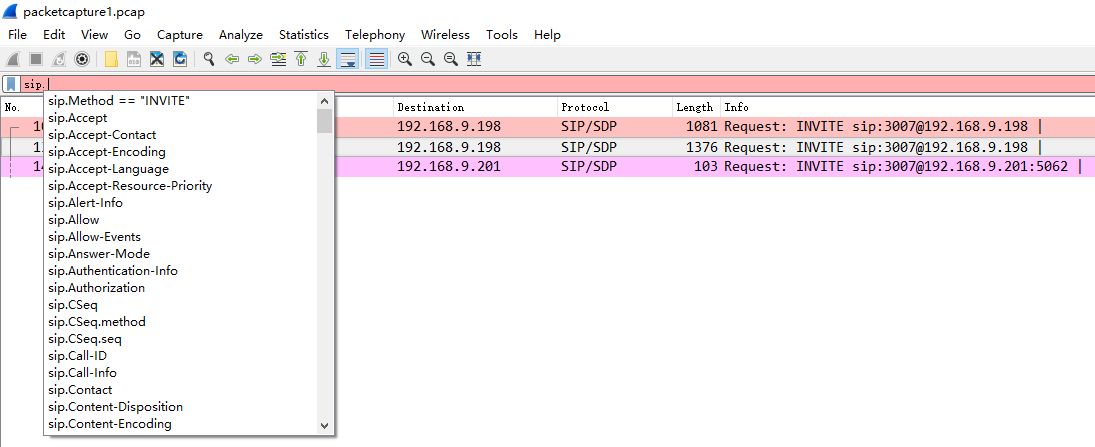 packetcapture1.pcap
File Edit View Go Capture Analyze Statistics Telephony Wireless Tools Help
sip.
No. Destination Protocol Length Info
192.168.9.198 SIP/SDP 1081 Request: INVITE sip:3007@192.168.9.198 |
192.168.9.198 SIP/SDP 1376 Request: INVITE sip:3007@192.168.9.198 |
192.168.9.201 SIP/SDP 103 Request: INVITE sip:3007@192.168.9.201:5062 |
sip.Method == "INVITE"
sip.Accept
sip.Accept-Contact
sip.Accept-Encoding
sip.Accept-Language
sip.Accept-Resource-Priority
sip.Alert-Info
sip.Allow
sip.Allow-Events
sip.Answer-Mode
sip.Authentication-Info
sip.Authorization
sip.CSeq
sip.CSeq.method
sip.CSeq.seq
sip.Call-ID
sip.Call-Info
sip.Contact
sip.Content-Disposition
sip.Content-Encoding